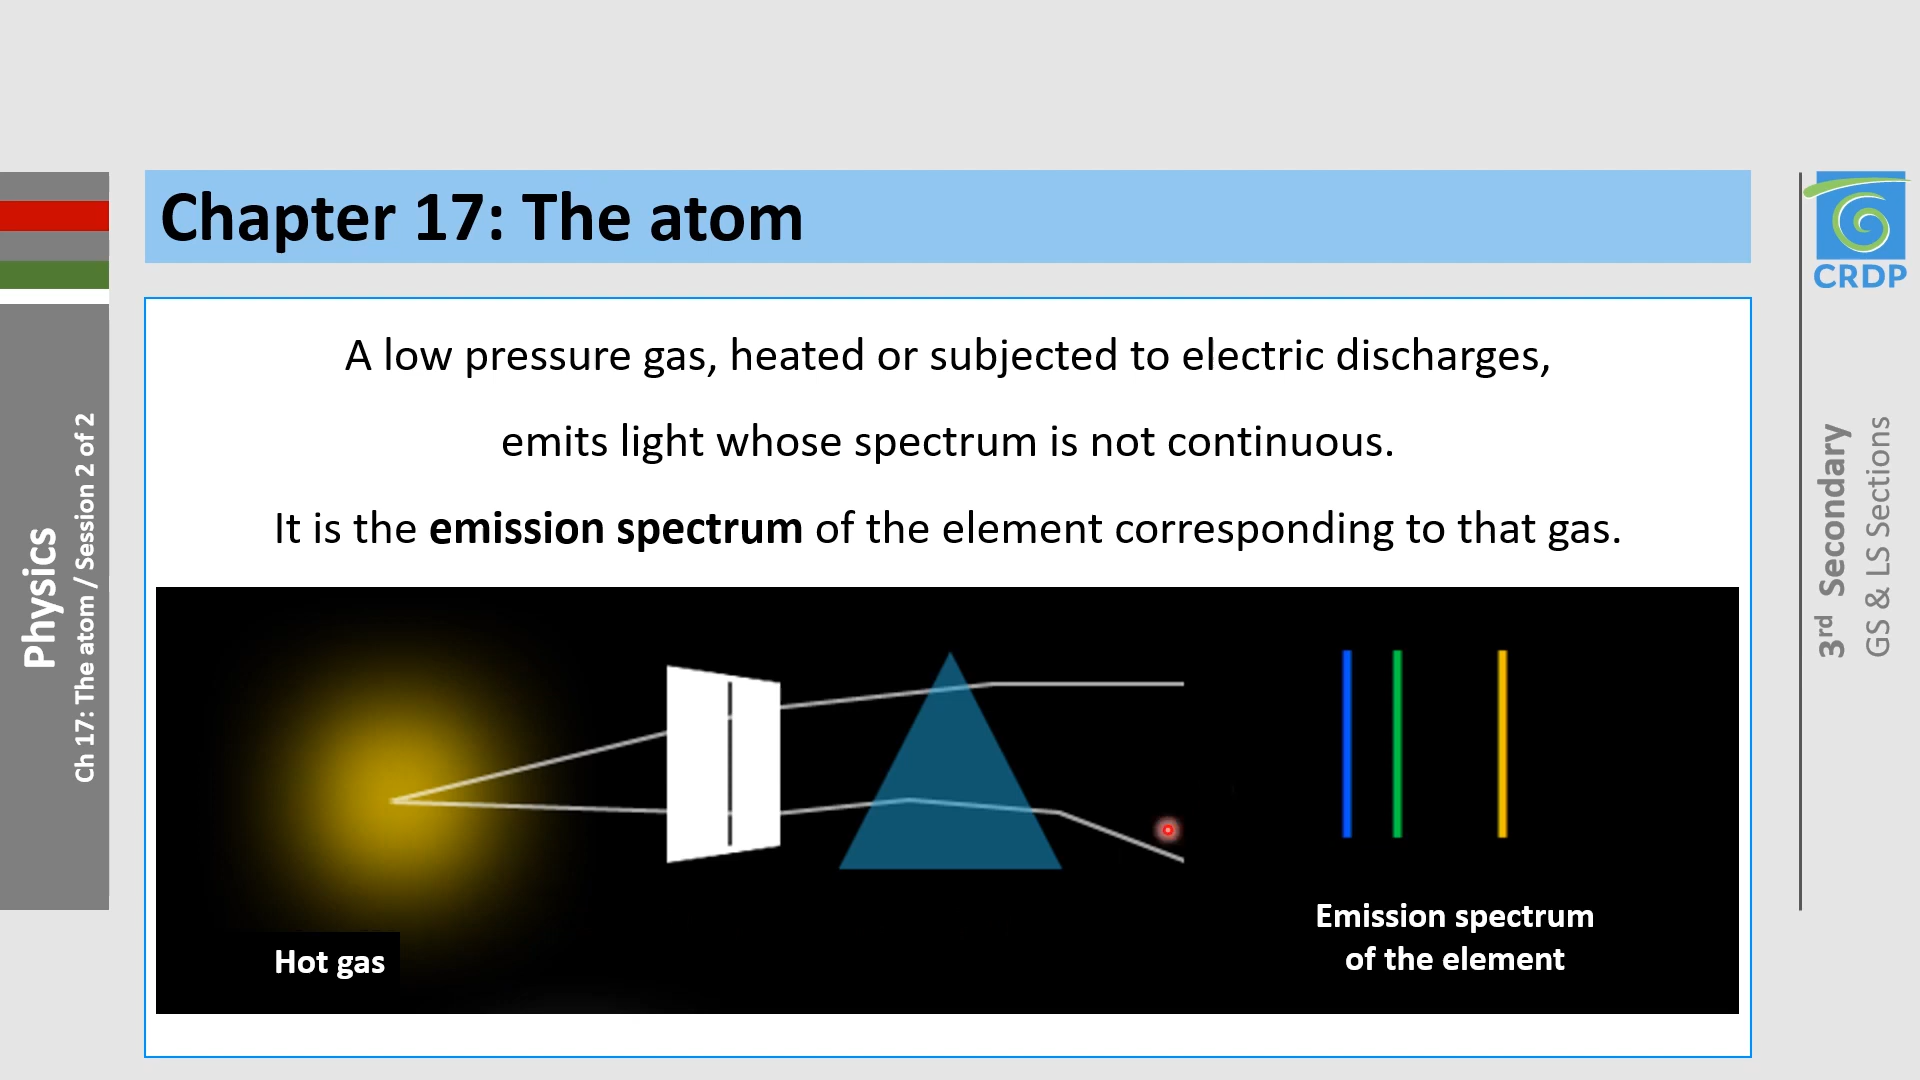 Chapter 17: The atom
CRDP
Physics
Ch 17: The atom / Session 2 of 2
3rd Secondary
GS & LS Sections
A low pressure gas, heated or subjected to electric discharges,
emits light whose spectrum is not continuous.
It is the emission spectrum of the element corresponding to that gas.
Hot gas
Emission spectrum
of the element